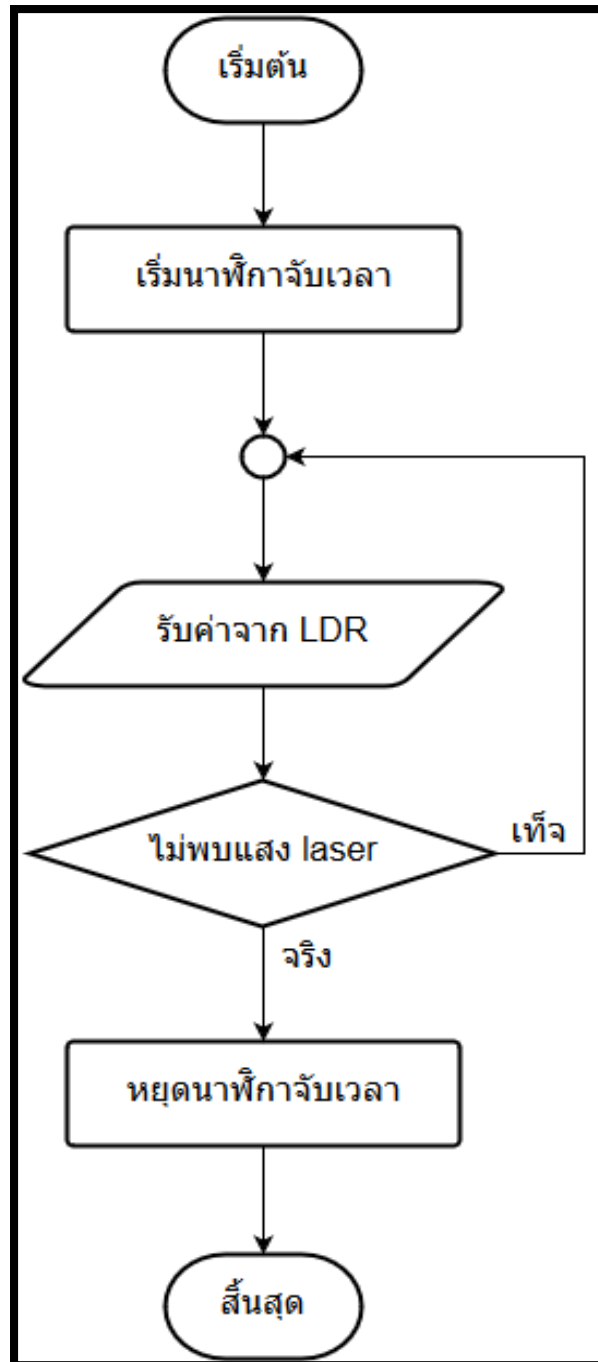 เริ่มต้น
เริ่มนาฬิกาจับเวลา
รับค่าจาก LDR
ไม่พบแสง laser
เท็จ
จริง
หยุดนาฬิกาจับเวลา
สิ้นสุด